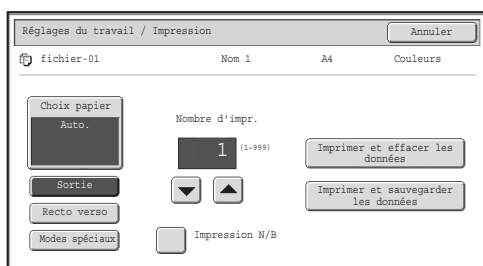 Réglages du travail / Impression
Annuler
fichier-01 Nom 1 A4 Couleurs
Choix papier
Auto.
Nombre d'impr.
1 (1~999)
Imprimer et effacer les
données
Sortie
Imprimer et sauvegarder
les données
Recto verso
Modes spéciaux
Impression N/B